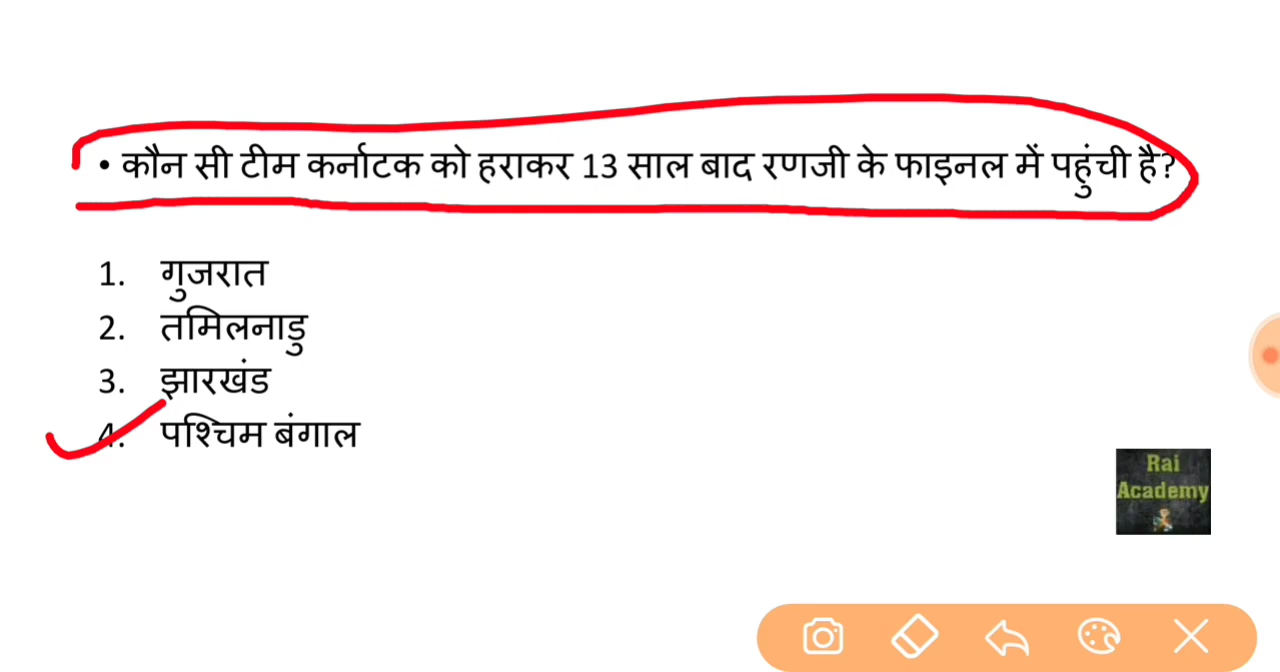 • कौन सी टीम कर्नाटक को हराकर 13 साल बाद रणजी के फाइनल में पहुंची है?
1. गुजरात
2. तमिलनाडु
3. झारखंड
4. पश्चिम बंगाल
Rai
Academy